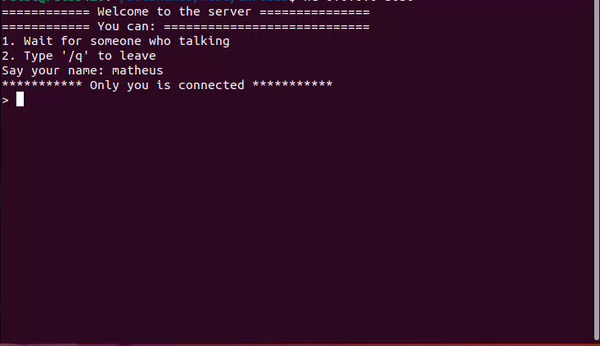 ============ Welcome to the server ===============
============ You can: ============================
1. Wait for someone who talking
2. Type '/q' to leave
Say your name: matheus
*********** Only you is connected ***********
>